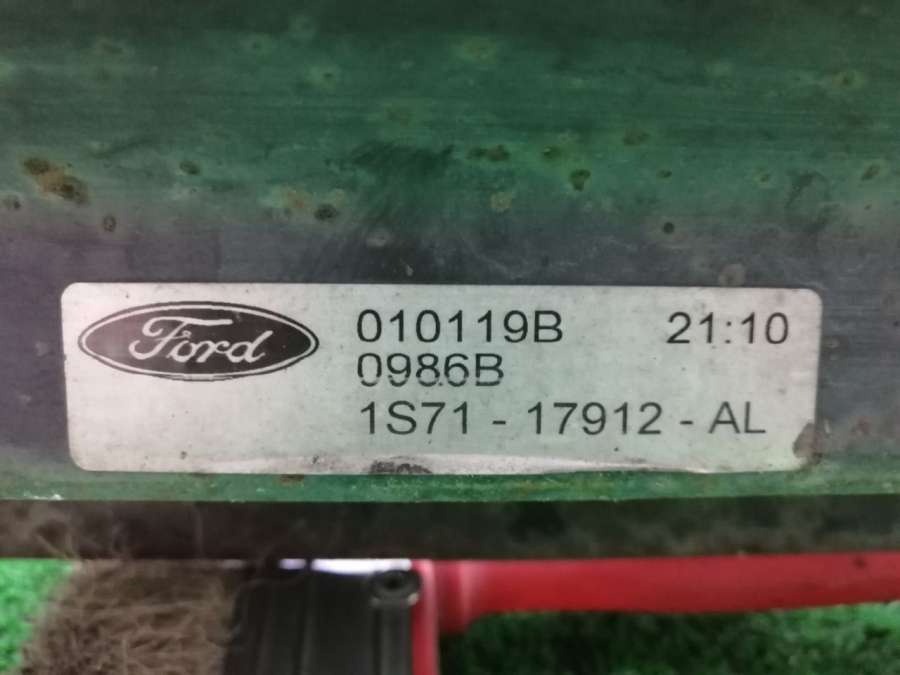 Ford
010119B 21:10
0986B
1S71 - 17912 - AL